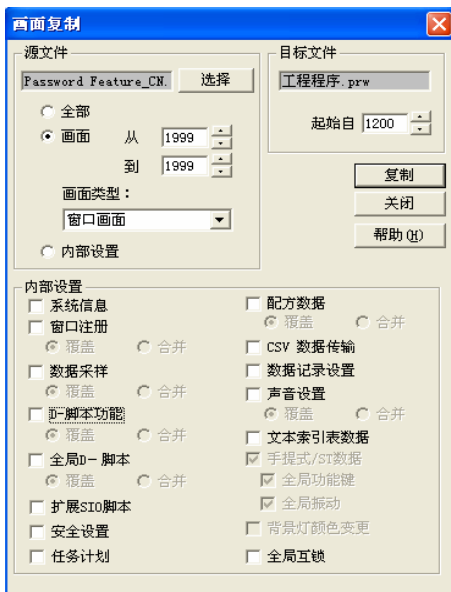 画面复制
源文件
Password Feature_CN. 选择
全部
画面 从 1999
到 1999
画面类型：
窗口画面
内部设置
目标文件
工程程序.prw
起始自 1200
复制
关闭
帮助(H)
内部设置
系统信息
窗口注册
覆盖 合并
数据采样
覆盖 合并
D-脚本功能
覆盖 合并
全局D-脚本
覆盖 合并
扩展SIO脚本
安全设置
任务计划
配方数据
覆盖 合并
CSV 数据传输
数据记录设置
声音设置
覆盖 合并
文本索引表数据
手提式/ST数据
全局功能键
全局振动
背景灯颜色变更
全局互锁